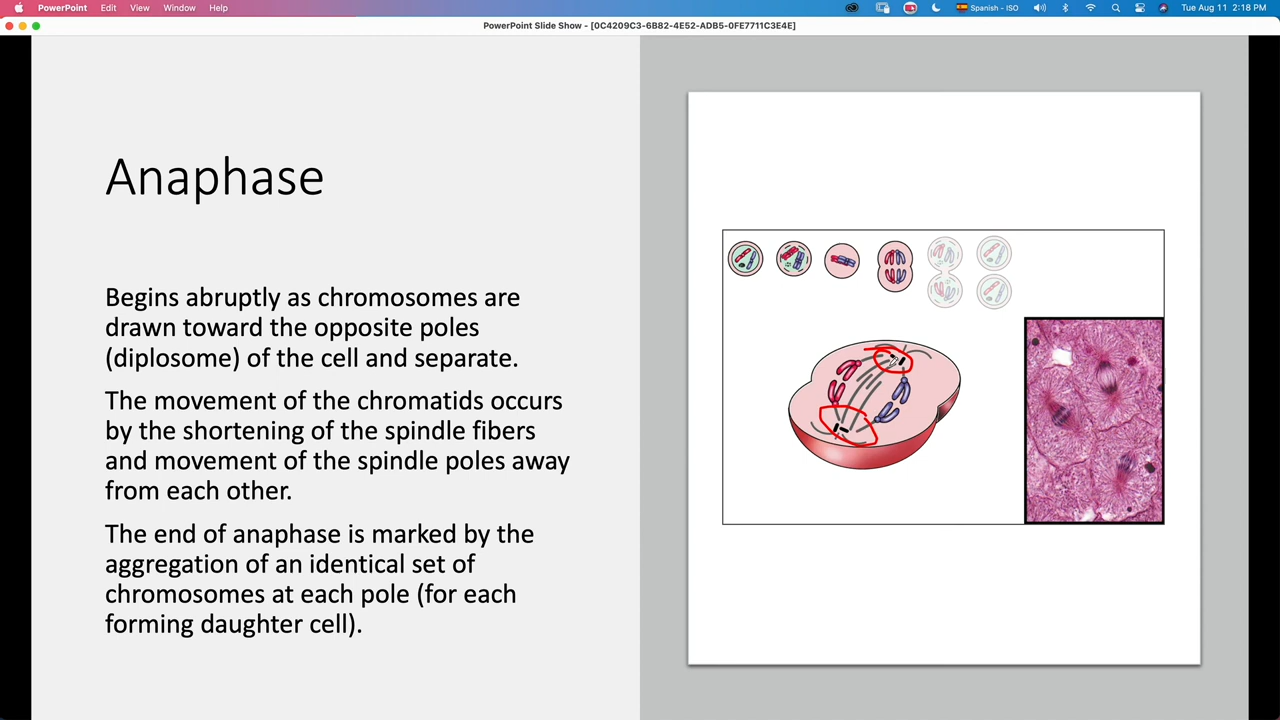 PowerPoint Edit View Window Help
Spanish - ISO Tue Aug 11 2:18 PM
PowerPoint Slide Show - [0C4209C3-6B82-4E52-ADB5-0FE7711C3E4E]
Anaphase
Begins abruptly as chromosomes are
drawn toward the opposite poles
(diplosome) of the cell and separate.
The movement of the chromatids occurs
by the shortening of the spindle fibers
and movement of the spindle poles away
from each other.
The end of anaphase is marked by the
aggregation of an identical set of
chromosomes at each pole (for each
forming daughter cell).